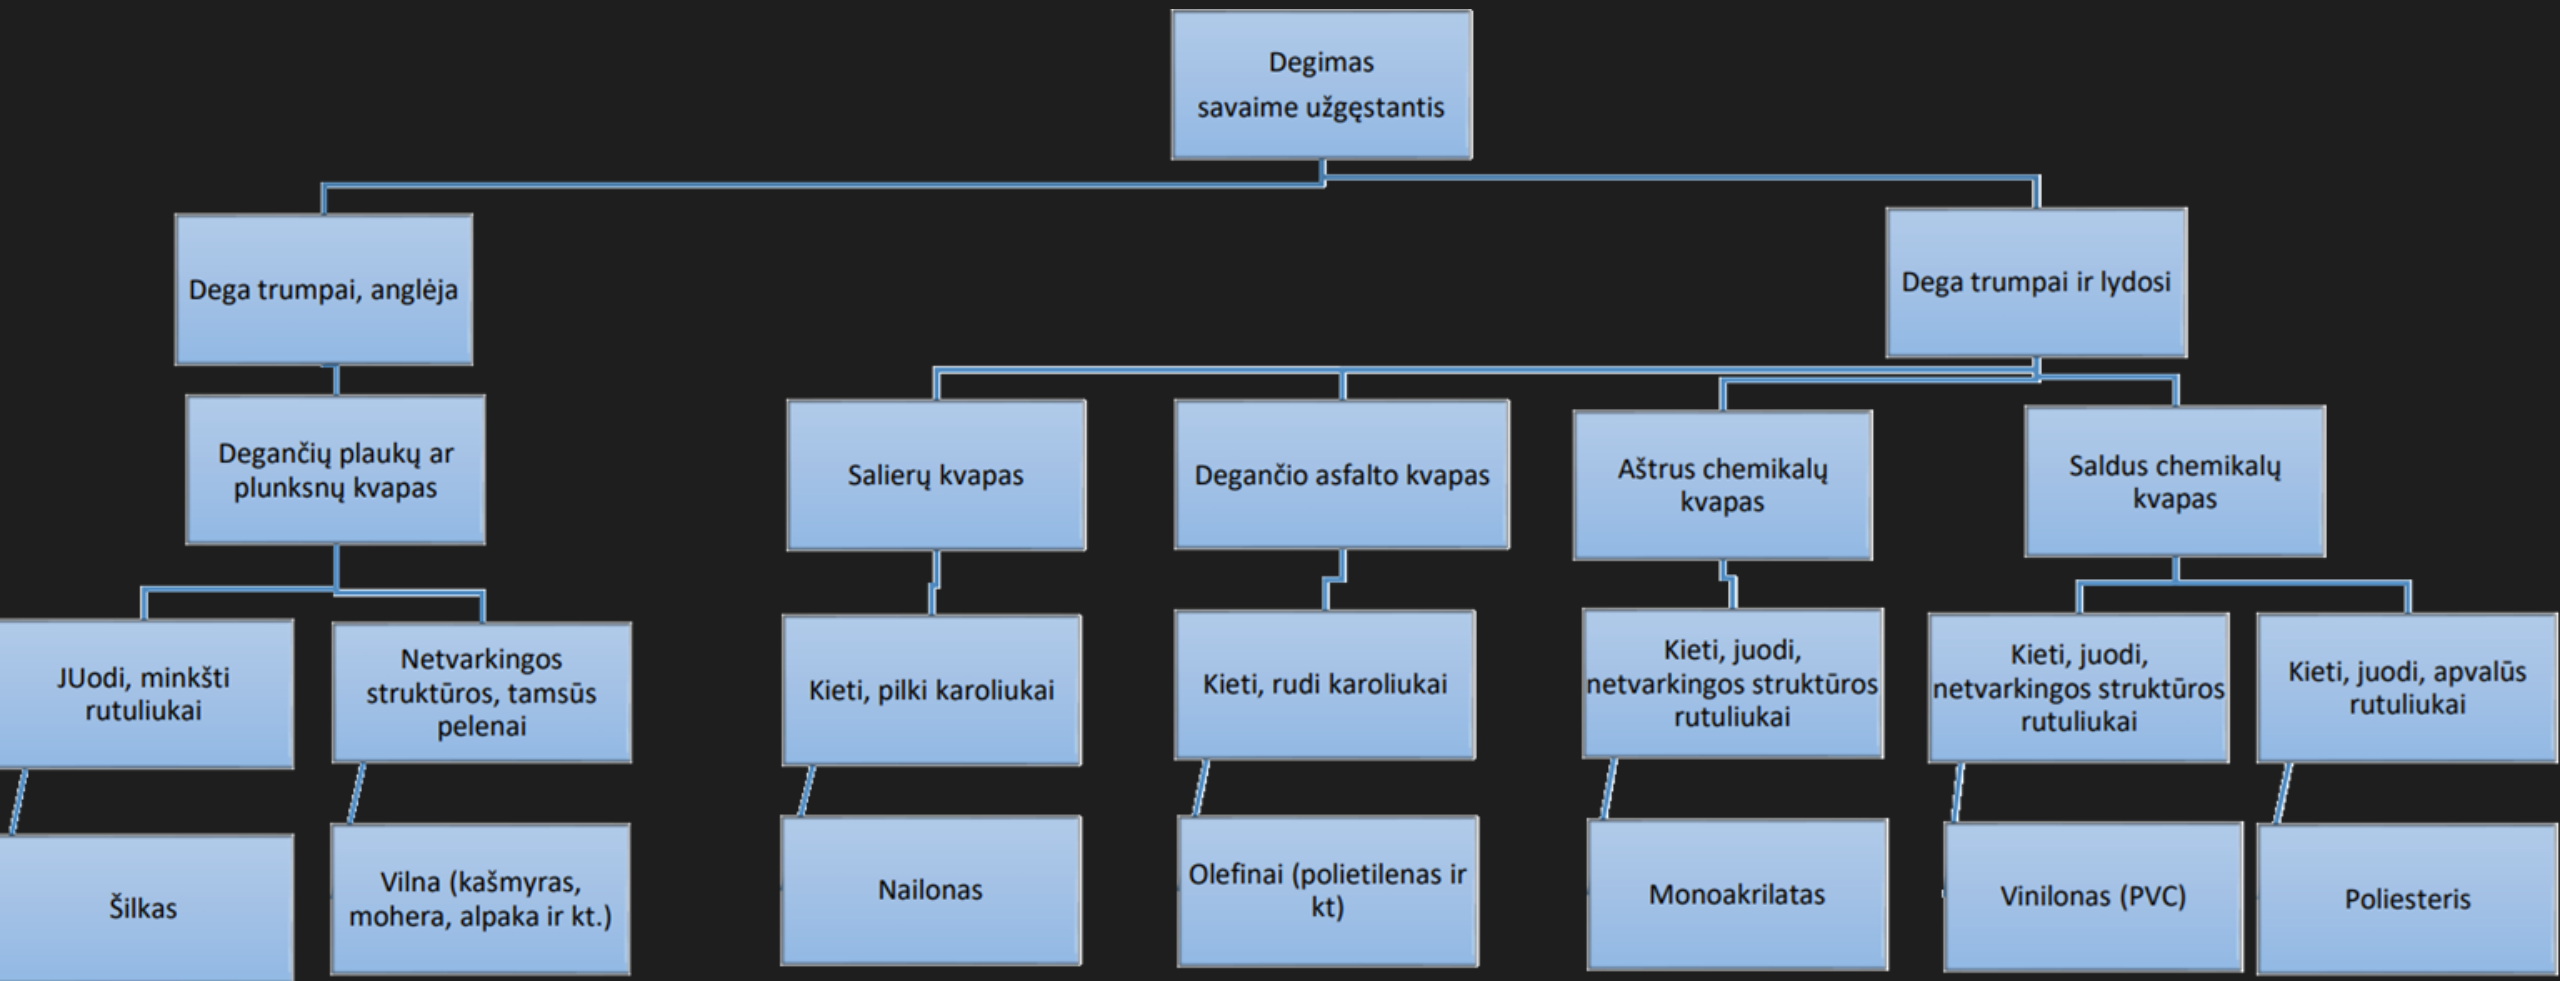 Degimas
savaime užgęstantis
Dega trumpai, anglėja
Dega trumpai ir lydosi
Degančių plaukų ar
plunksnų kvapas
Salierų kvapas
Degančio asfalto kvapas
Aštrus chemikalų
kvapas
Saldus chemikalų
kvapas
JUodi, minkšti
rutuliukai
Netvarkingos
struktūros, tamsūs
pelenai
Kieti, pilki karoliukai
Kieti, rudi karoliukai
Kieti, juodi,
netvarkingos struktūros
rutuliukai
Kieti, juodi,
netvarkingos struktūros
rutuliukai
Kieti, juodi, apvalūs
rutuliukai
Šilkas
Vilna (kašmyras,
mohera, alpaka ir kt.)
Nailonas
Olefinai (polietilenas ir
kt)
Monoakrilatas
Vinilonas (PVC)
Poliesteris